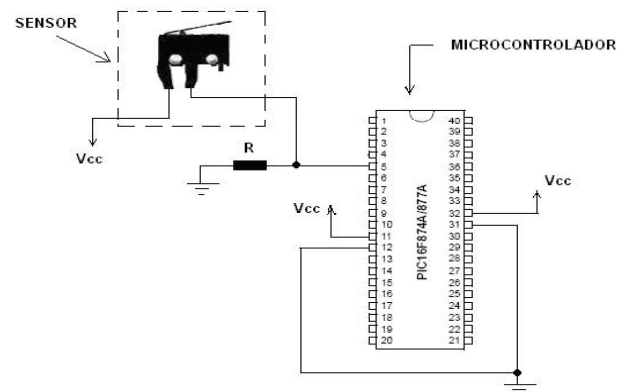 SENSOR
MICROCONTROLADOR
Vcc
R
Vcc
Vcc
PIC16F874A/877A
1 40
2 39
3 38
4 37
5 36
6 35
7 34
8 33
9 32
10 31
11 30
12 29
13 28
14 27
15 26
16 25
17 24
18 23
19 22
20 21